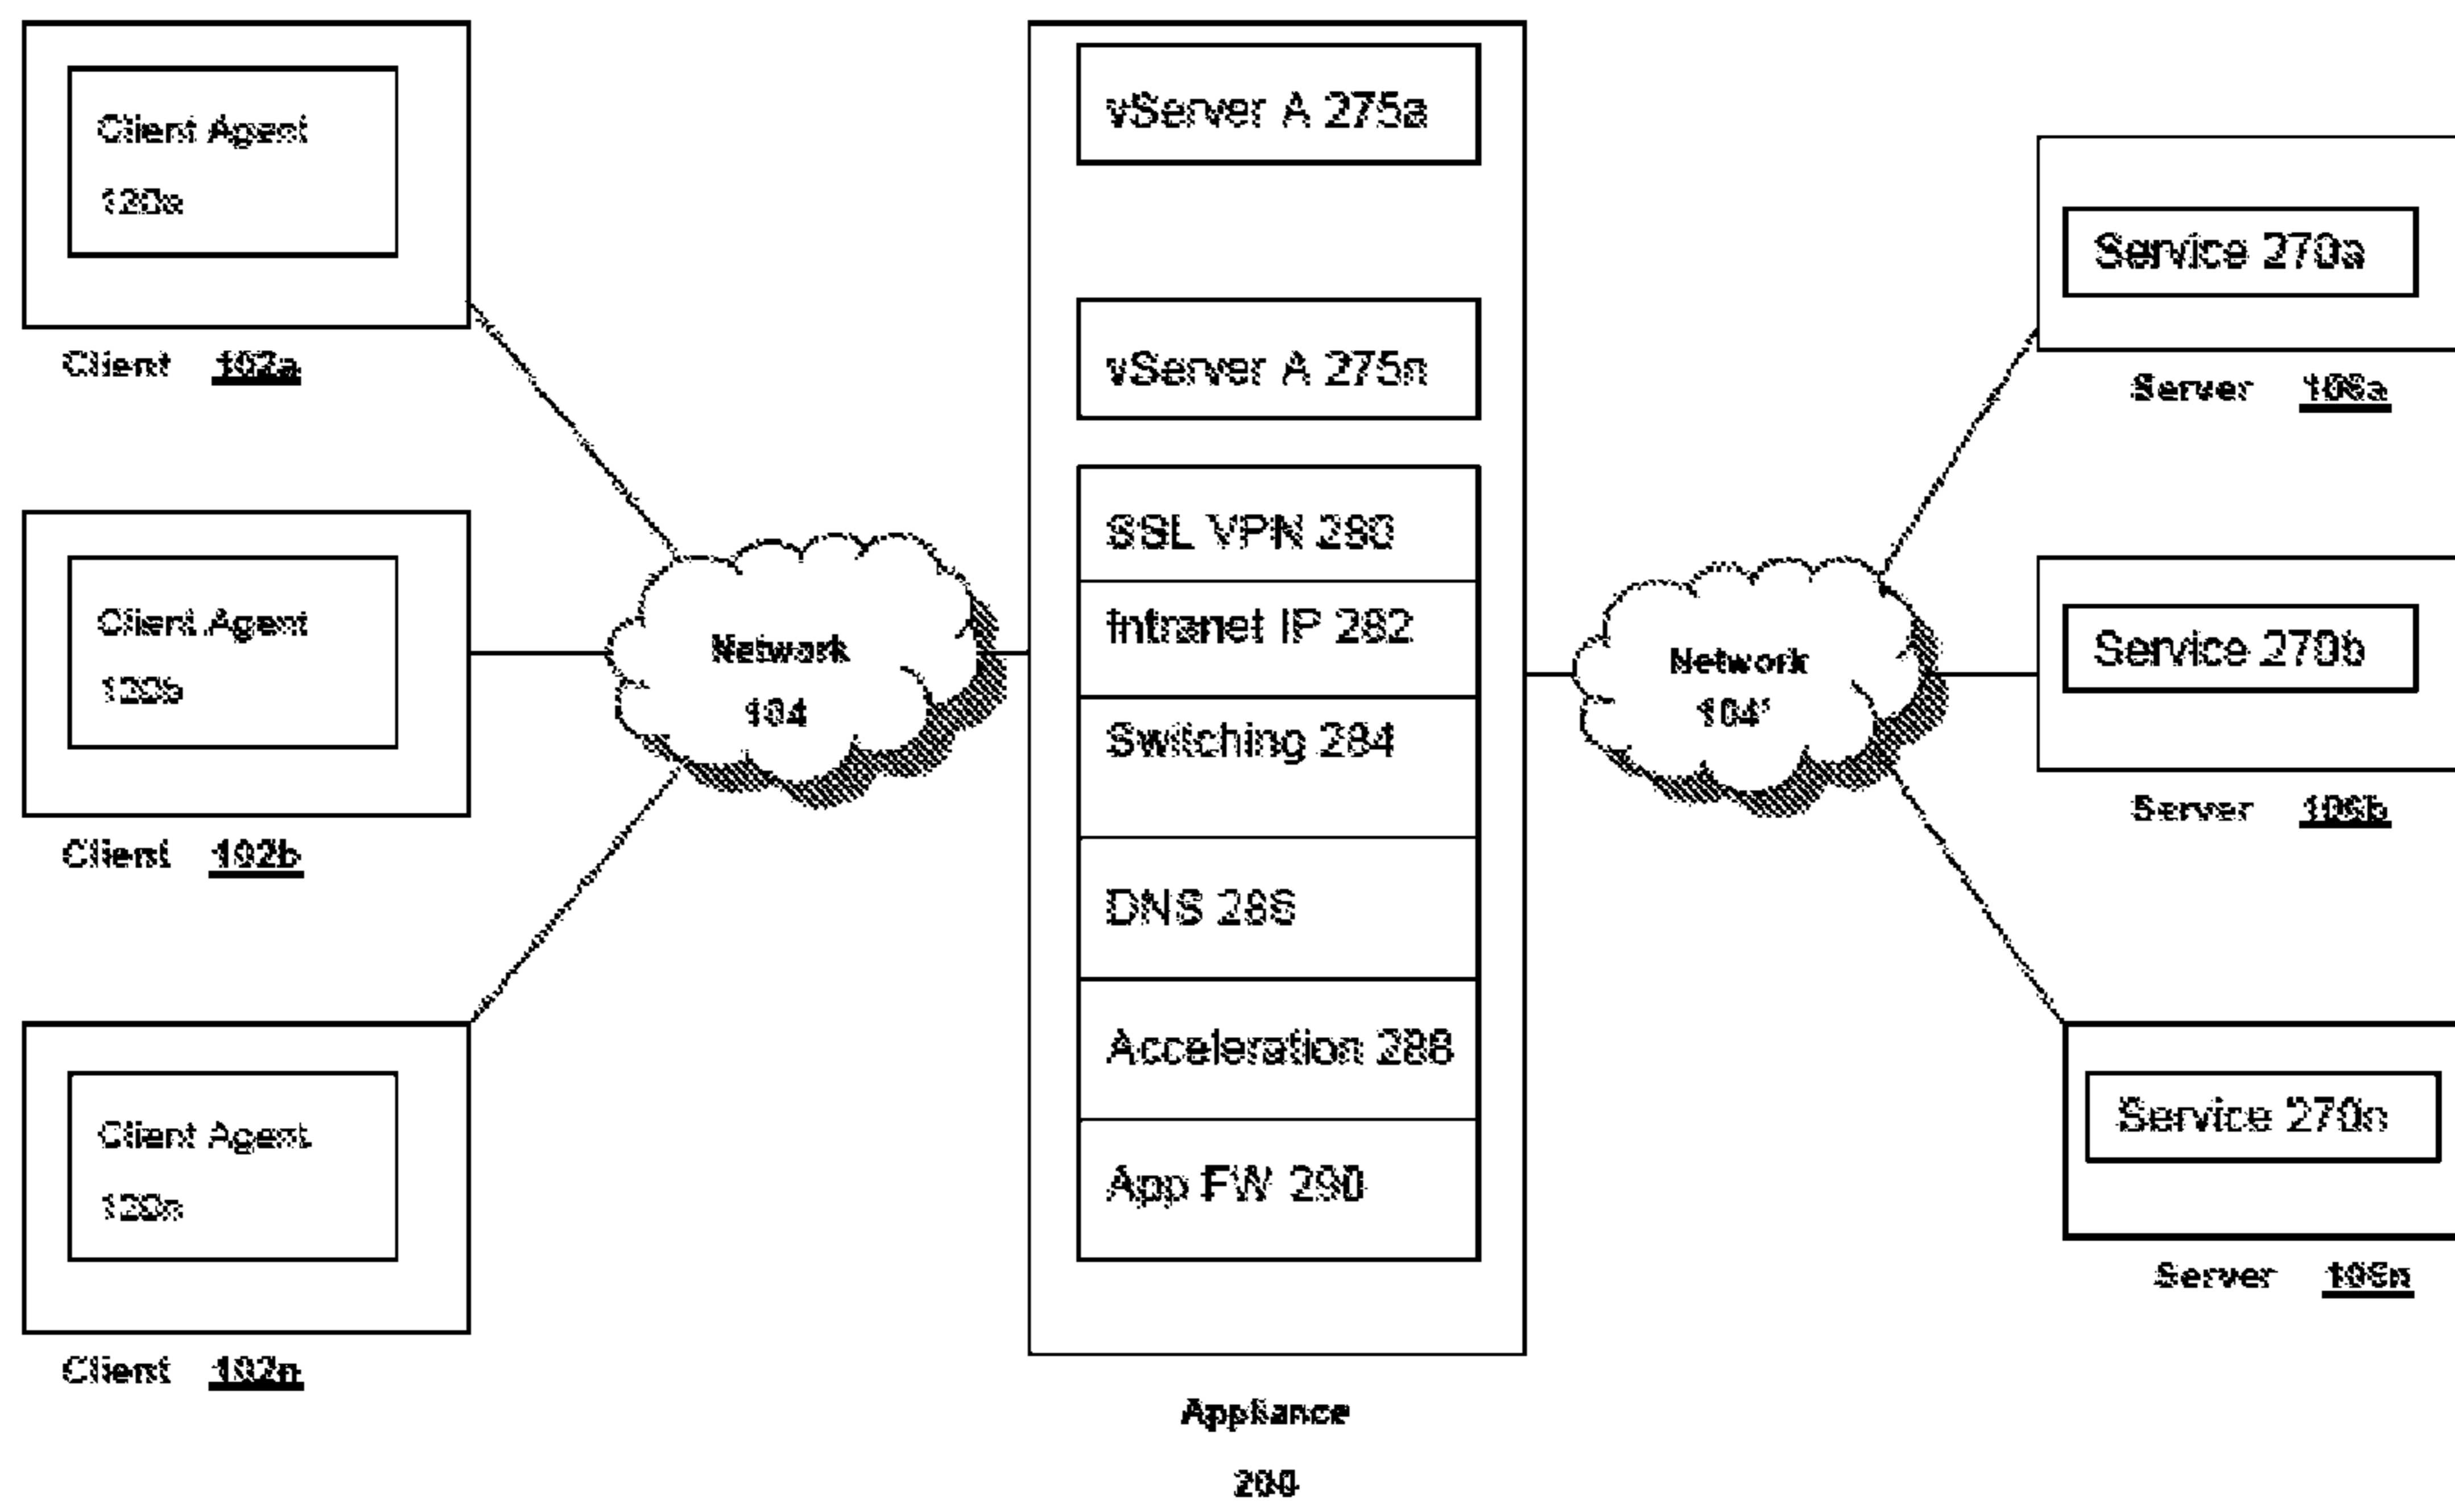 Client Agent
120a
Client 102a
Client Agent
120b
Client 102b
Client Agent
120n
Client 102n
Network
104
vServer A 275a
vServer A 275n
SSL VPN 280
Intranet IP 282
Switching 284
DNS 286
Acceleration 288
App FW 290
Appliance
200
Network
104'
Service 270a
Server 106a
Service 270b
Server 106b
Service 270n
Server 106n